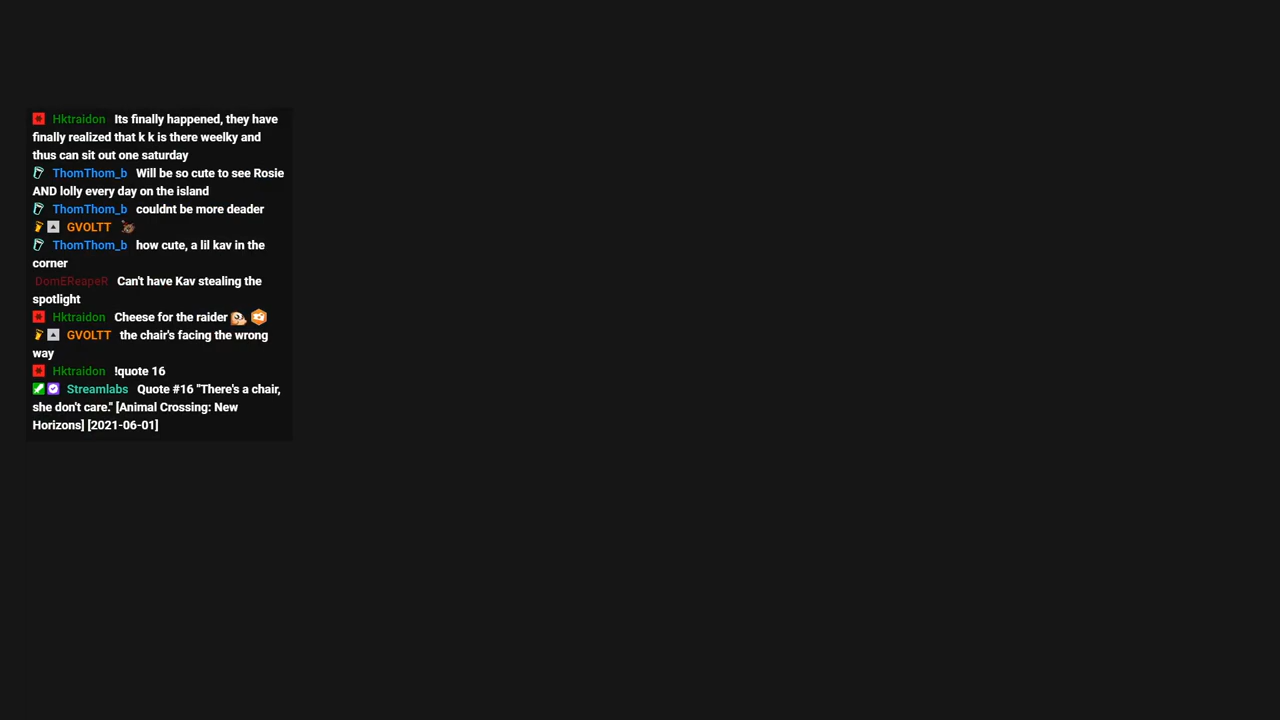 Hktraidon Its finally happened, they have
finally realized that k k is there weelky and
thus can sit out one saturday
ThomThom_b Will be so cute to see Rosie
AND lolly every day on the island
ThomThom_b couldnt be more deader
GVOLTT
ThomThom_b how cute, a lil kav in the
corner
DomEReapeR Can't have Kav stealing the
spotlight
Hktraidon Cheese for the raider
GVOLTT the chair's facing the wrong
way
Hktraidon !quote 16
Streamlabs Quote #16 "There's a chair,
she don't care." [Animal Crossing: New
Horizons] [2021-06-01]